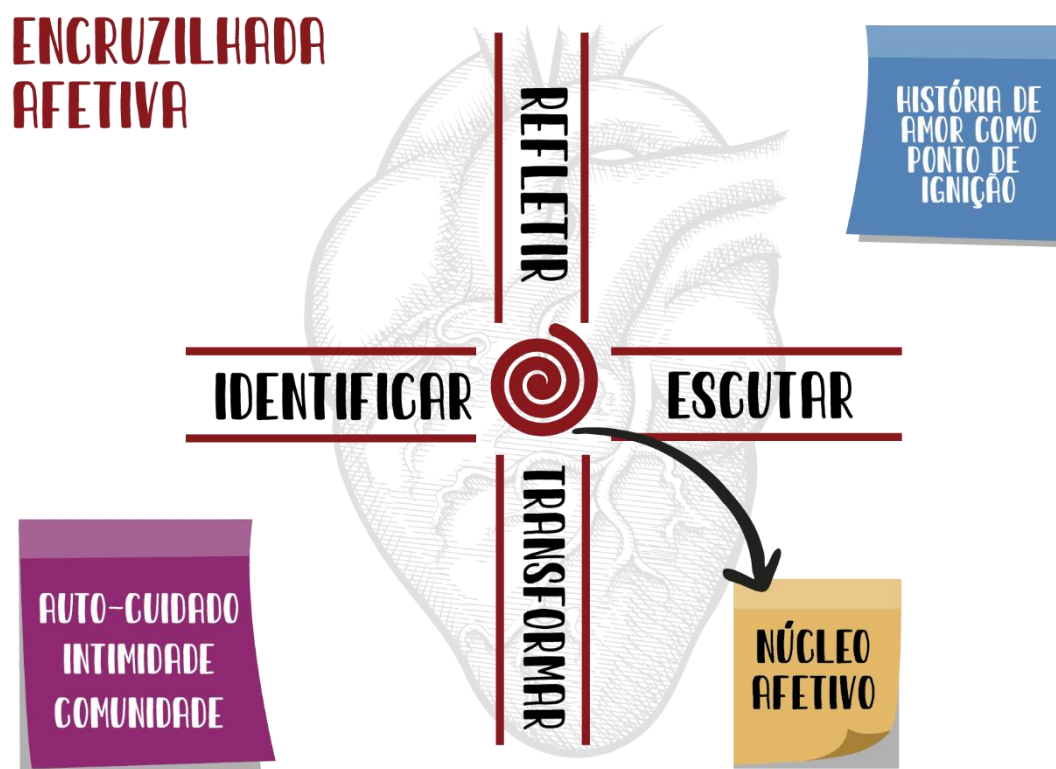 ENCRUZILHADA
AFETIVA
HISTÓRIA DE
AMOR COMO
PONTO DE
IGNIÇÃO
REFLETIR
IDENTIFICAR
ESCUTAR
TRANSFORMAR
AUTO-CUIDADO
INTIMIDADE
COMUNIDADE
NÚCLEO
AFETIVO